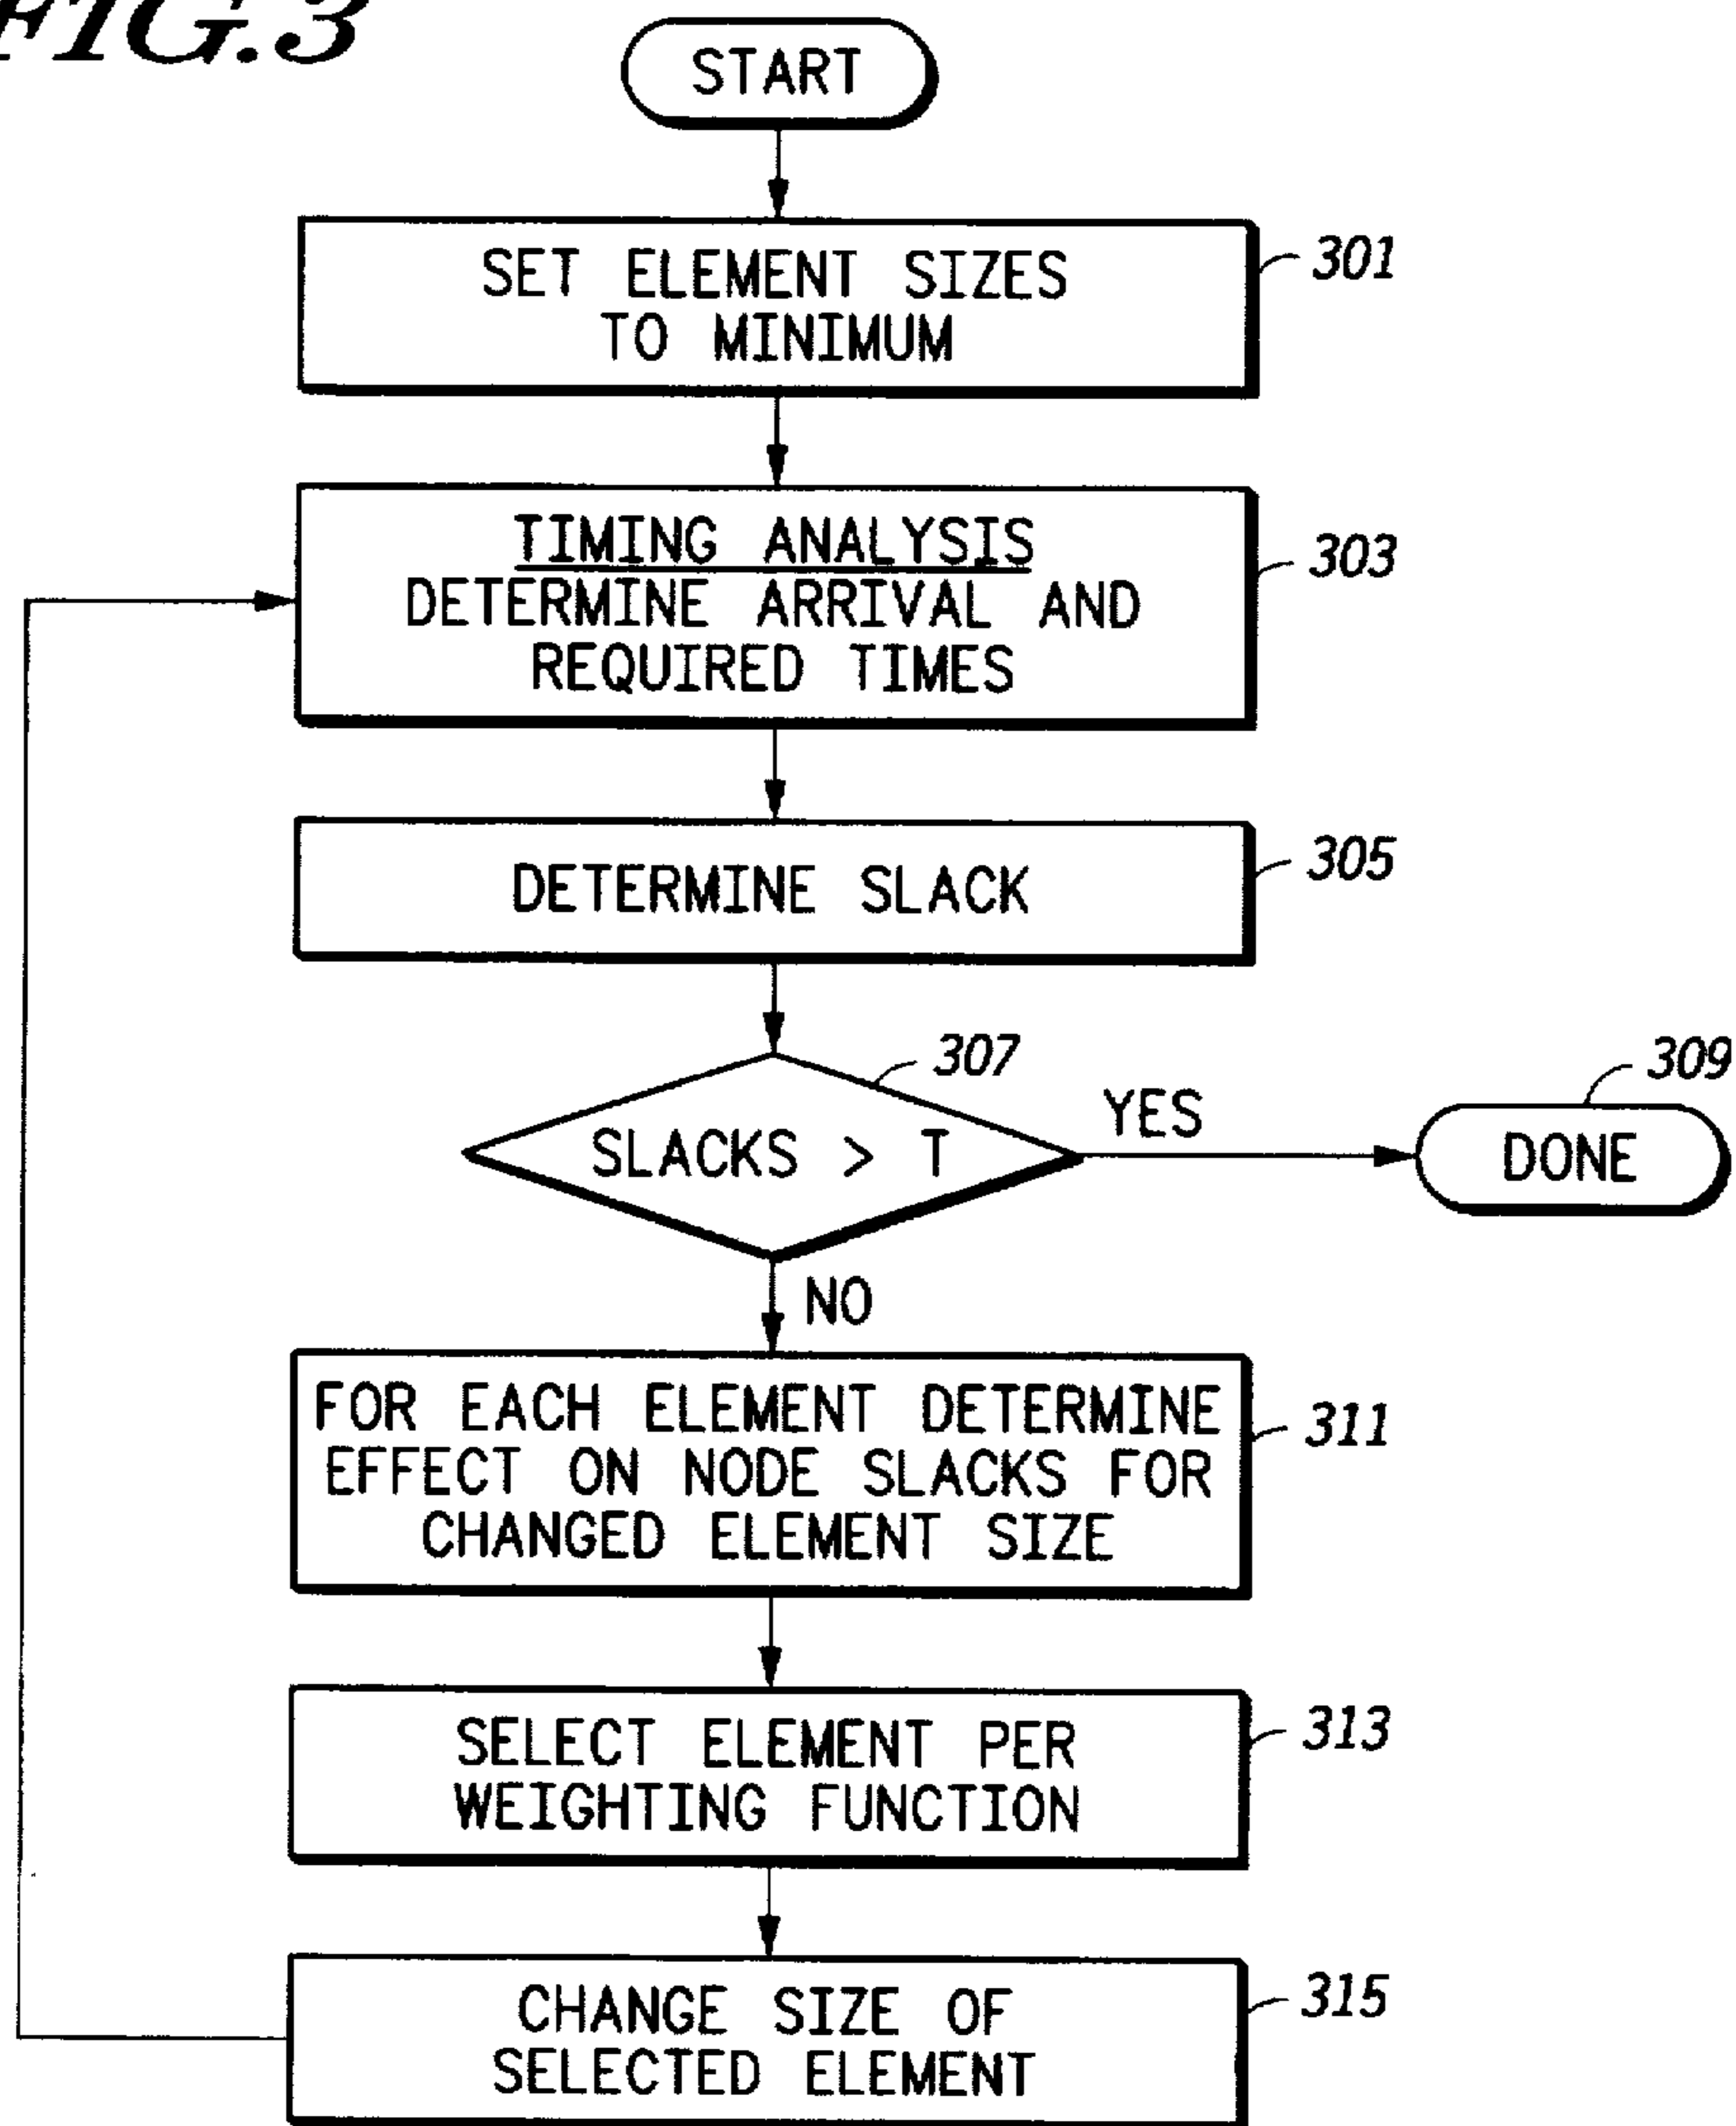 FIG.3
START
SET ELEMENT SIZES
TO MINIMUM
301
TIMING ANALYSIS
DETERMINE ARRIVAL AND
REQUIRED TIMES
303
DETERMINE SLACK
305
307
SLACKS > T
YES
309
DONE
NO
FOR EACH ELEMENT DETERMINE
EFFECT ON NODE SLACKS FOR
CHANGED ELEMENT SIZE
311
SELECT ELEMENT PER
WEIGHTING FUNCTION
313
CHANGE SIZE OF
SELECTED ELEMENT
315